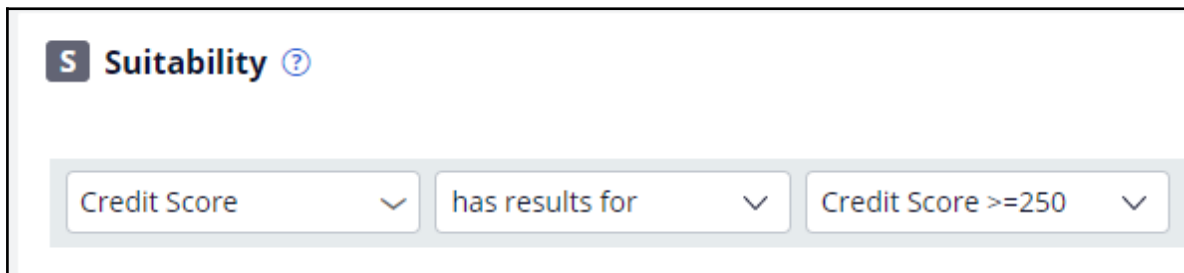 S Suitability ?
Credit Score has results for Credit Score >=250